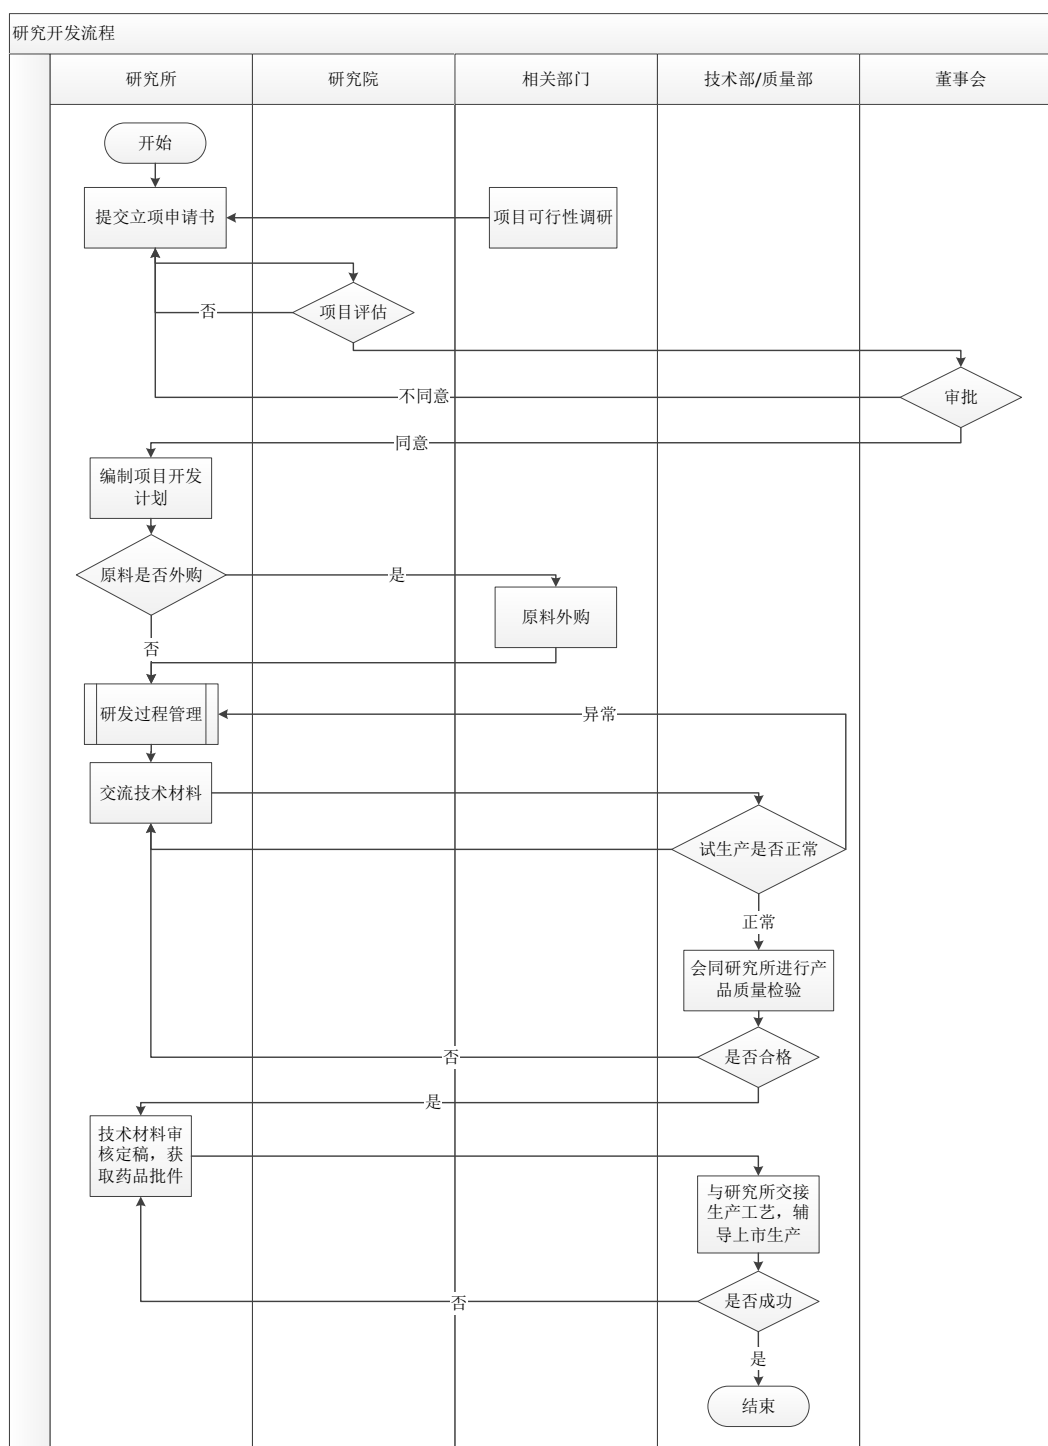 研究开发流程
研究所
研究院
相关部门
技术部/质量部
董事会
开始
提交立项申请书
项目可行性调研
否
项目评估
不同意
审批
同意
编制项目开发
计划
原料是否外购
是
原料外购
否
研发过程管理
异常
交流技术材料
试生产是否正常
正常
会同研究所进行产
品质量检验
否
是否合格
是
技术材料审
核定稿，获
取药品批件
与研究所交接
生产工艺，辅
导上市生产
否
是否成功
是
结束